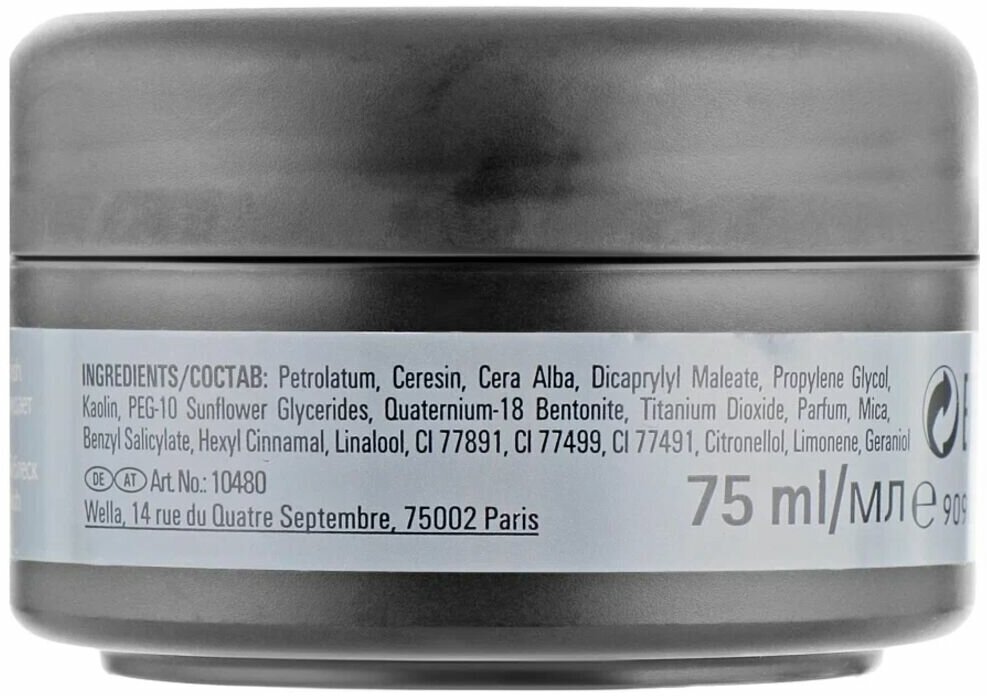 INGREDIENTS/СОСТАВ: Petrolatum, Ceresin, Cera Alba, Dicaprylyl Maleate, Propylene Glycol,
Kaolin, PEG-10 Sunflower Glycerides, Quaternium-18 Bentonite, Titanium Dioxide, Parfum, Mica,
Benzyl Salicylate, Hexyl Cinnamal, Linalool, CI 77891, CI 77499, CI 77491, Citronellol, Limonene, Geraniol
DE AT Art. No.: 10480
Wella, 14 rue du Quatre Septembre, 75002 Paris
75 ml/мл e 909